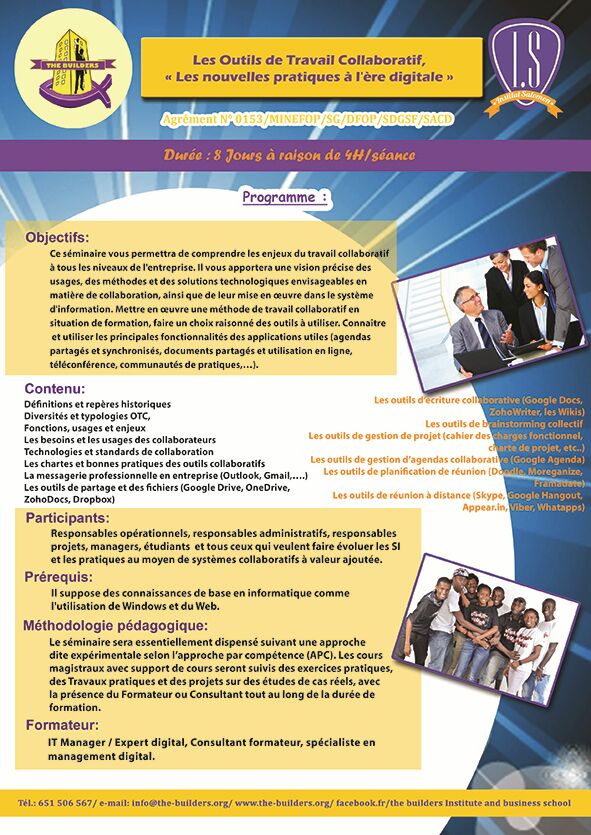 THE BUILDERS
Les Outils de Travail Collaboratif,
« Les nouvelles pratiques à l'ère digitale »
I.S
Institut Salomon
Agrément N° 0153/MINEFOP/SG/DFOP/SDGSF/SACD
Durée : 8 Jours à raison de 4H/séance
Programme :
Objectifs:
Ce séminaire vous permettra de comprendre les enjeux du travail collaboratif
à tous les niveaux de l'entreprise. Il vous apportera une vision précise des
usages, des méthodes et des solutions technologiques envisageables en
matière de collaboration, ainsi que de leur mise en œuvre dans le système
d'information. Mettre en œuvre une méthode de travail collaboratif en
situation de formation, faire un choix raisonné des outils à utiliser. Connaitre
et utiliser les principales fonctionnalités des applications utiles (agendas
partagés et synchronisés, documents partagés et utilisation en ligne,
téléconférence, communautés de pratiques,…).
Contenu:
Définitions et repères historiques
Diversités et typologies OTC,
Fonctions, usages et enjeux
Les besoins et les usages des collaborateurs
Technologies et standards de collaboration
Les chartes et bonnes pratiques des outils collaboratifs
La messagerie professionnelle en entreprise (Outlook, Gmail,….)
Les outils de partage et des fichiers (Google Drive, OneDrive,
ZohoDocs, Dropbox)
Les outils d'écriture collaborative (Google Docs,
ZohoWriter, les Wikis)
Les outils de brainstorming collectif
Les outils de gestion de projet (cahier des charges fonctionnel,
charte de projet, etc..)
Les outils de gestion d'agendas collaborative (Google Agenda)
Les outils de planification de réunion (Doodle, Moreganize,
Framadate)
Les outils de réunion à distance (Skype, Google Hangout,
Appear.in, Viber, Whatapps)
Participants:
Responsables opérationnels, responsables administratifs, responsables
projets, managers, étudiants et tous ceux qui veulent faire évoluer les SI
et les pratiques au moyen de systèmes collaboratifs à valeur ajoutée.
Prérequis:
Il suppose des connaissances de base en informatique comme
l'utilisation de Windows et du Web.
Méthodologie pédagogique:
Le séminaire sera essentiellement dispensé suivant une approche
dite expérimentale selon l'approche par compétence (APC). Les cours
magistraux avec support de cours seront suivis des exercices pratiques,
des Travaux pratiques et des projets sur des études de cas réels, avec
la présence du Formateur ou Consultant tout au long de la durée de
formation.
Formateur:
IT Manager / Expert digital, Consultant formateur, spécialiste en
management digital.
Tél.: 651 506 567/ e-mail: info@the-builders.org/ www.the-builders.org/ facebook.fr/the builders Institute and business school